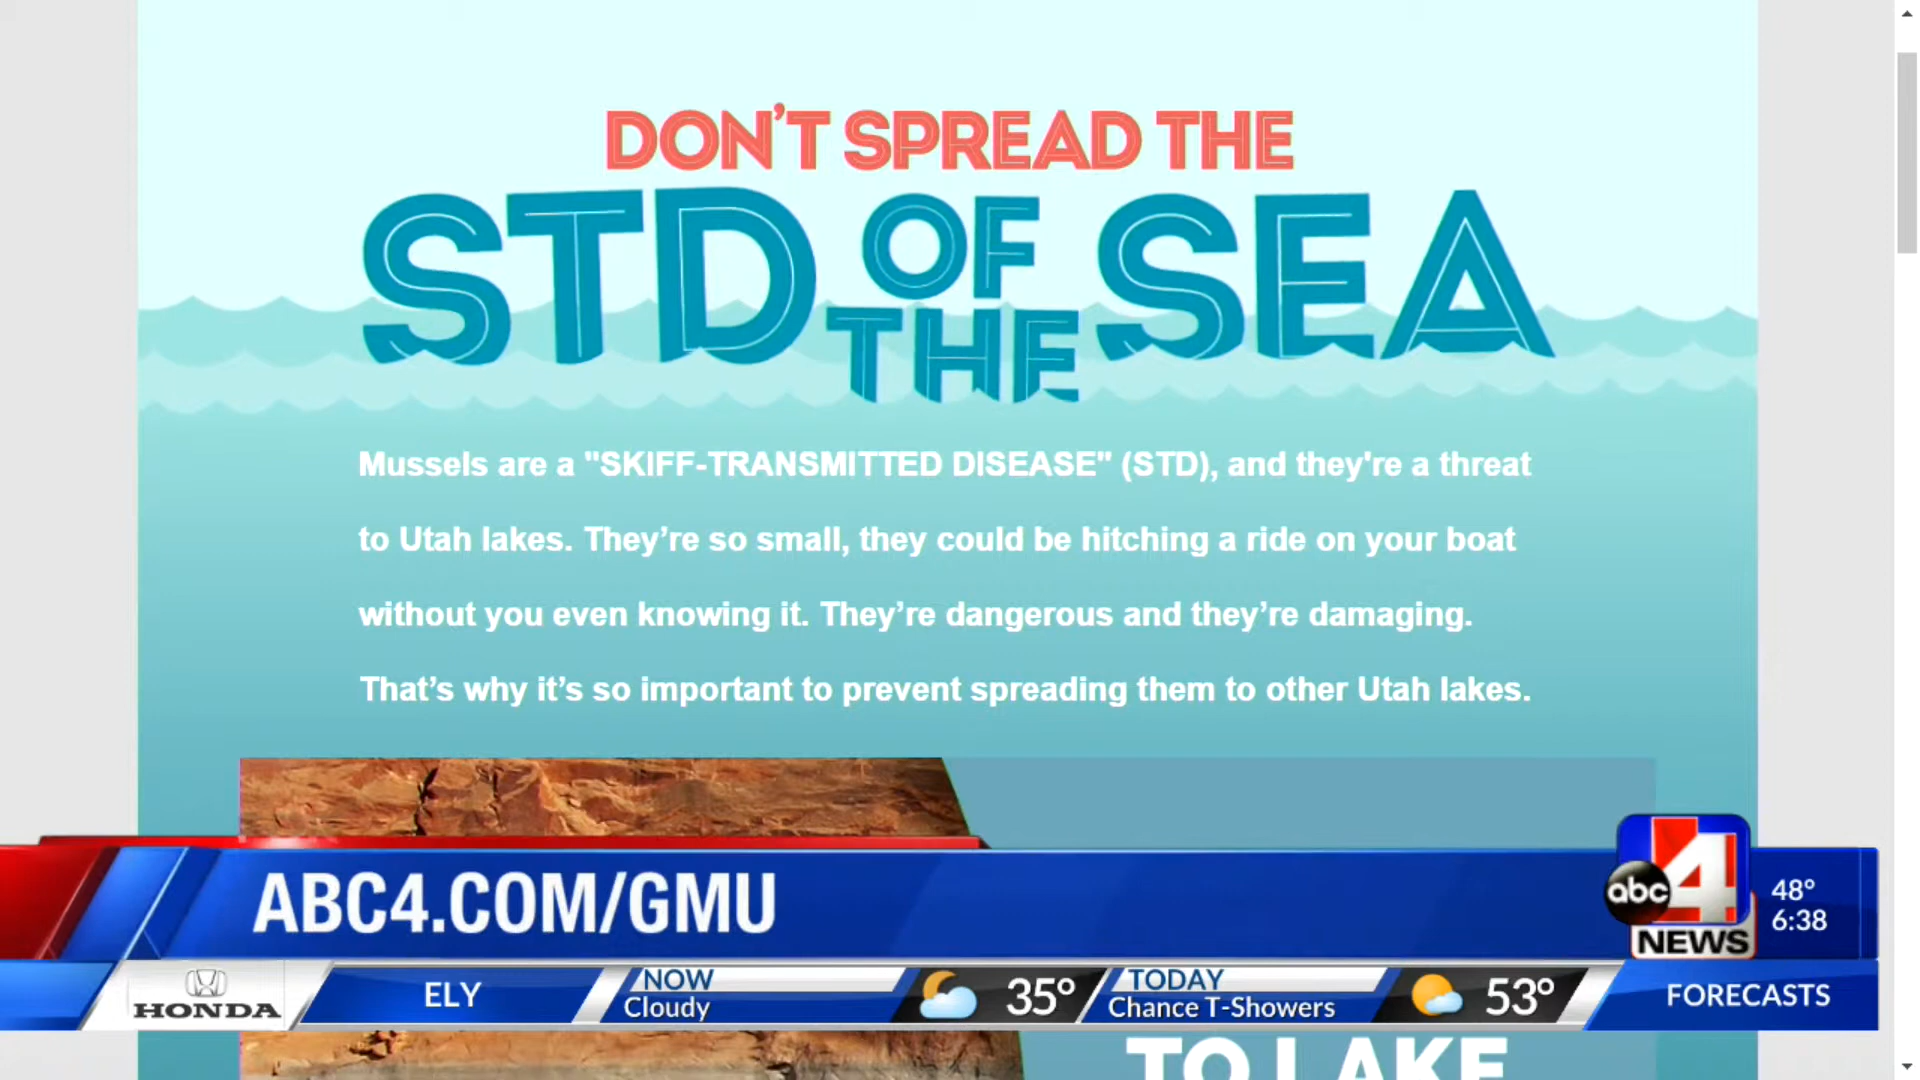 DON'T SPREAD THE
STD OF THE SEA
Mussels are a "SKIFF-TRANSMITTED DISEASE" (STD), and they're a threat
to Utah lakes. They’re so small, they could be hitching a ride on your boat
without you even knowing it. They’re dangerous and they’re damaging.
That’s why it’s so important to prevent spreading them to other Utah lakes.
ABC4.COM/GMU
abc 4
NEWS
48°
6:38
HONDA
ELY
NOW
Cloudy
35°
TODAY
Chance T-Showers
53°
FORECASTS
TO LAKE